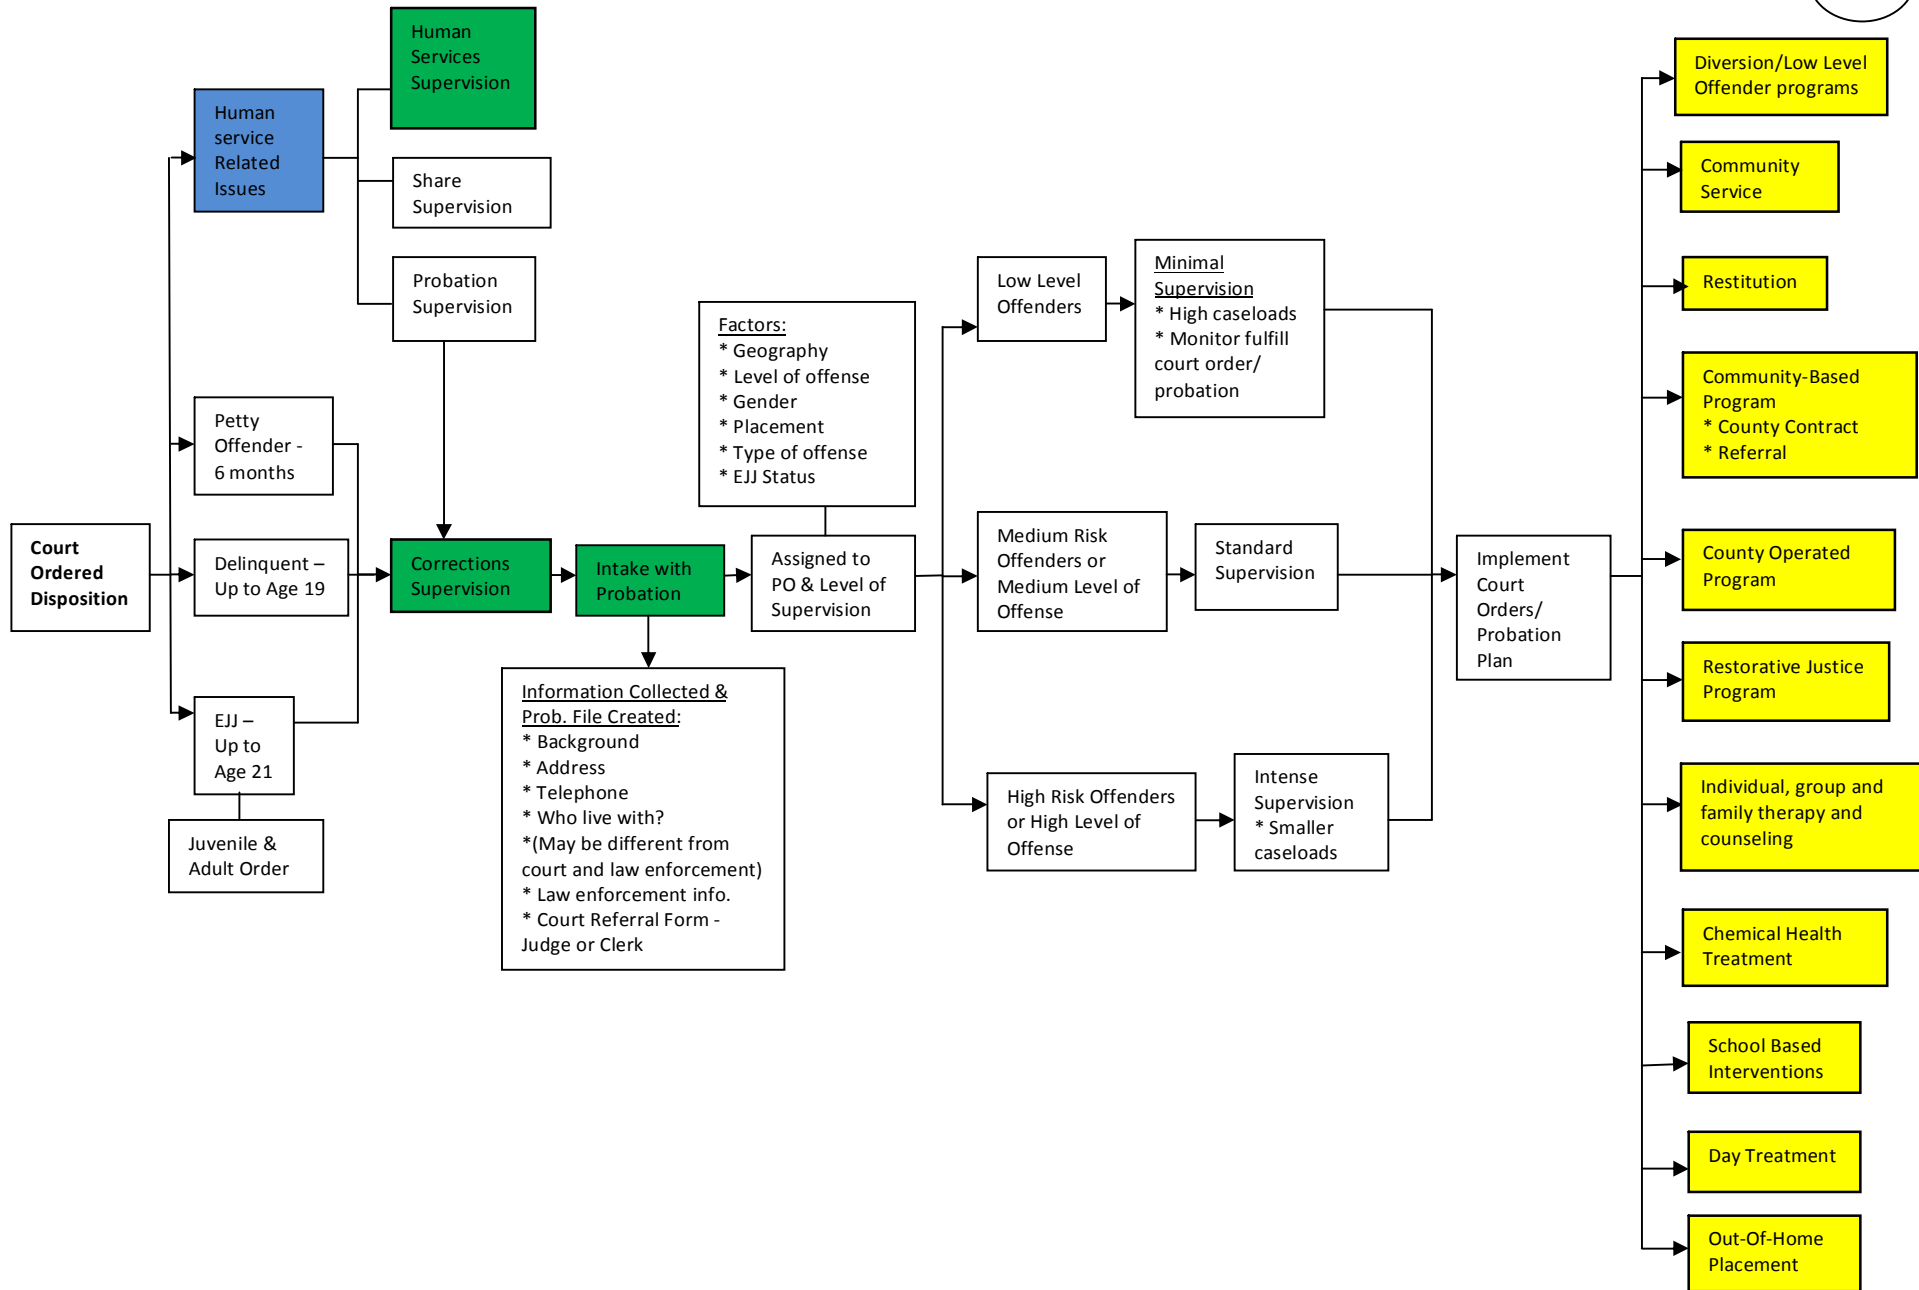 Human
Services
Supervision
Human
service
Related
Issues
Share
Supervision
Probation
Supervision
Petty
Offender -
6 months
Court
Ordered
Disposition
Delinquent –
Up to Age 19
EJJ –
Up to
Age 21
Juvenile &
Adult Order
Corrections
Supervision
Intake with
Probation
Information Collected &
Prob. File Created:
* Background
* Address
* Telephone
* Who live with?
*(May be different from
court and law enforcement)
* Law enforcement info.
* Court Referral Form -
Judge or Clerk
Factors:
* Geography
* Level of offense
* Gender
* Placement
* Type of offense
* EJJ Status
Assigned to
PO & Level of
Supervision
Low Level
Offenders
Minimal
Supervision
* High caseloads
* Monitor fulfill
court order/
probation
Medium Risk
Offenders or
Medium Level of
Offense
Standard
Supervision
High Risk Offenders
or High Level of
Offense
Intense
Supervision
* Smaller
caseloads
Implement
Court
Orders/
Probation
Plan
Diversion/Low Level
Offender programs
Community
Service
Restitution
Community-Based
Program
* County Contract
* Referral
County Operated
Program
Restorative Justice
Program
Individual, group and
family therapy and
counseling
Chemical Health
Treatment
School Based
Interventions
Day Treatment
Out-Of-Home
Placement